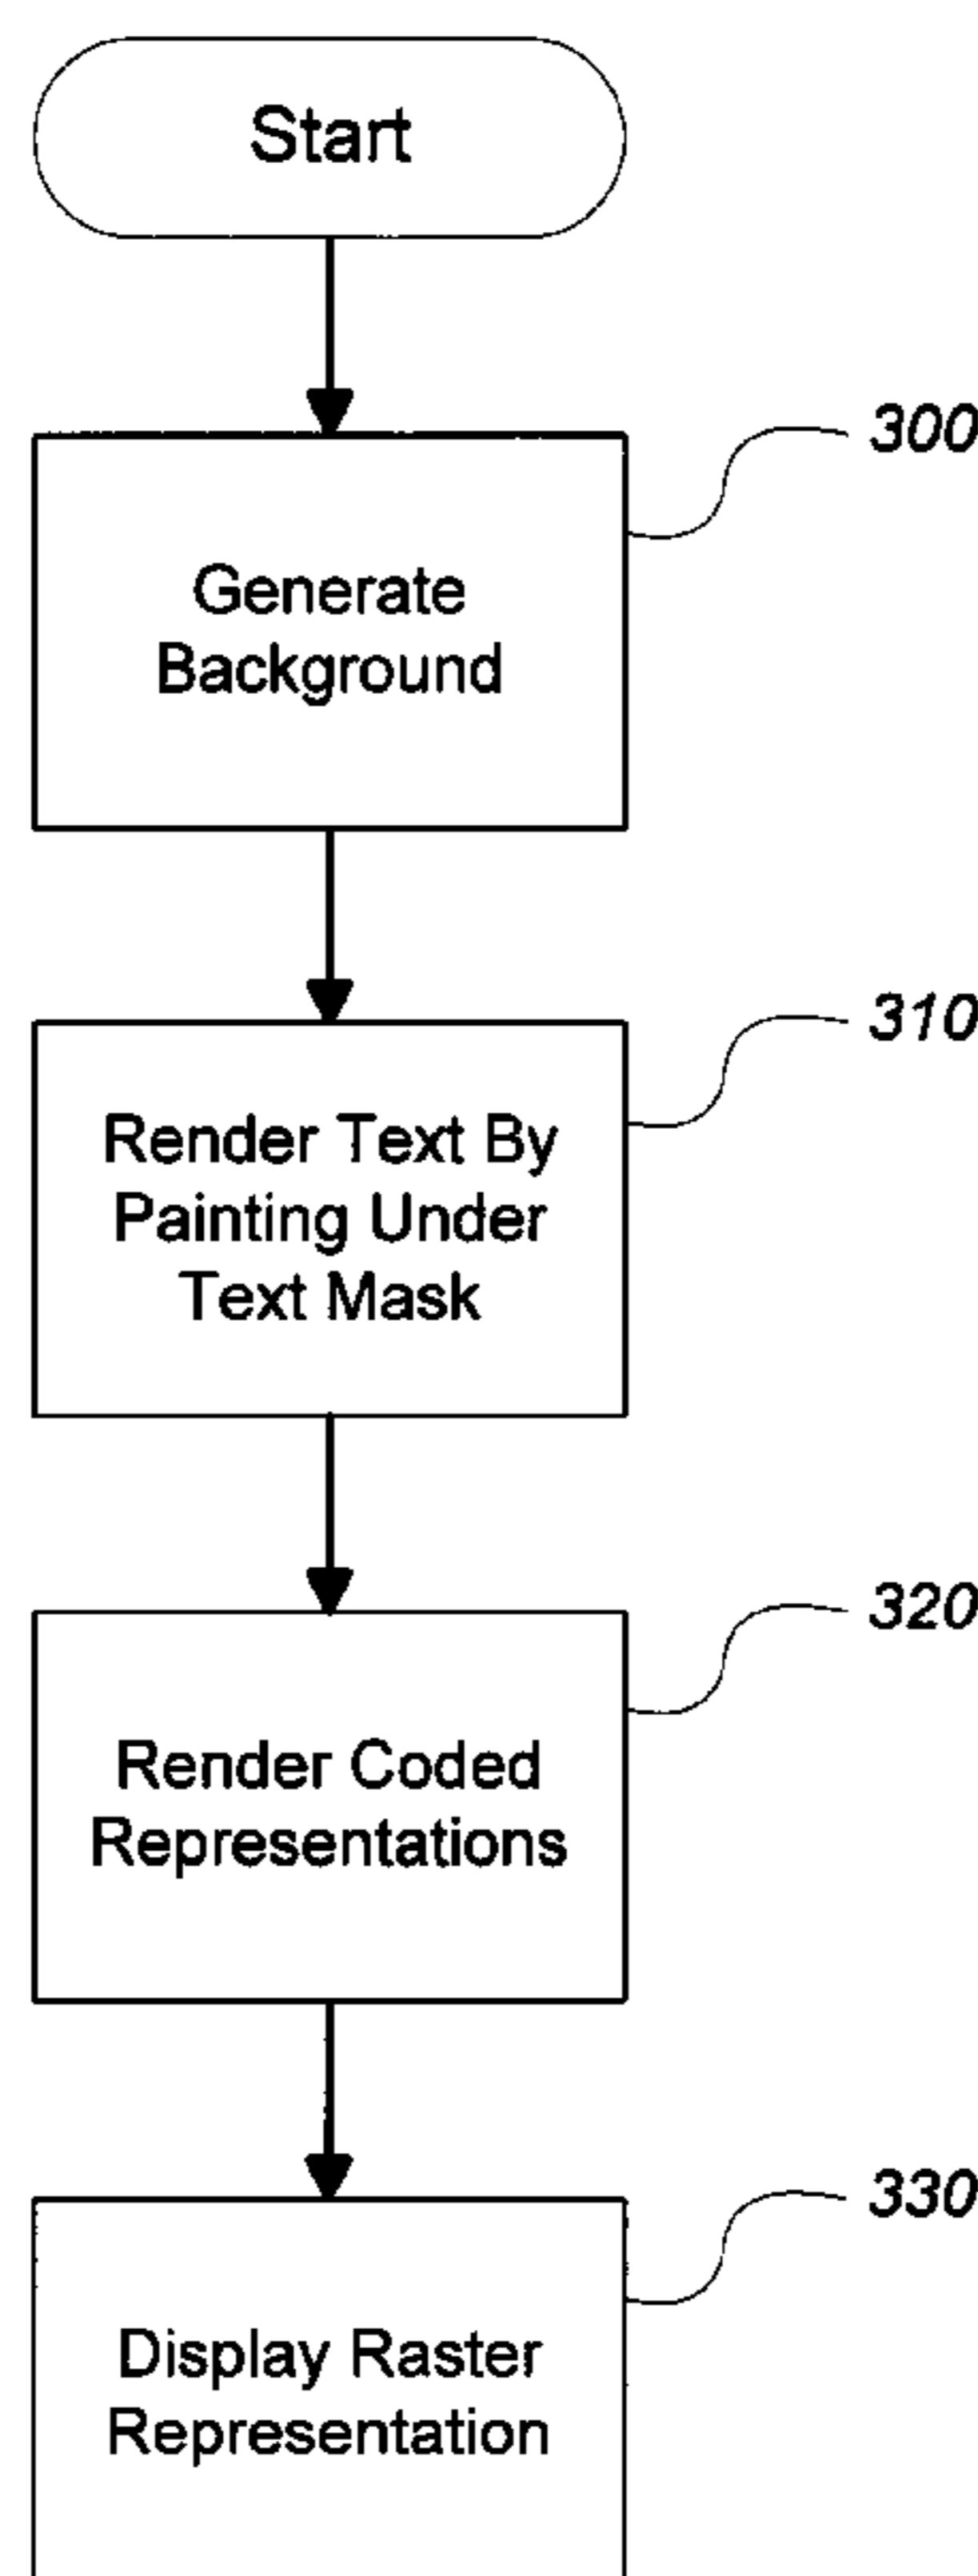 Start
300
Generate
Background
310
Render Text By
Painting Under
Text Mask
320
Render Coded
Representations
330
Display Raster
Representation